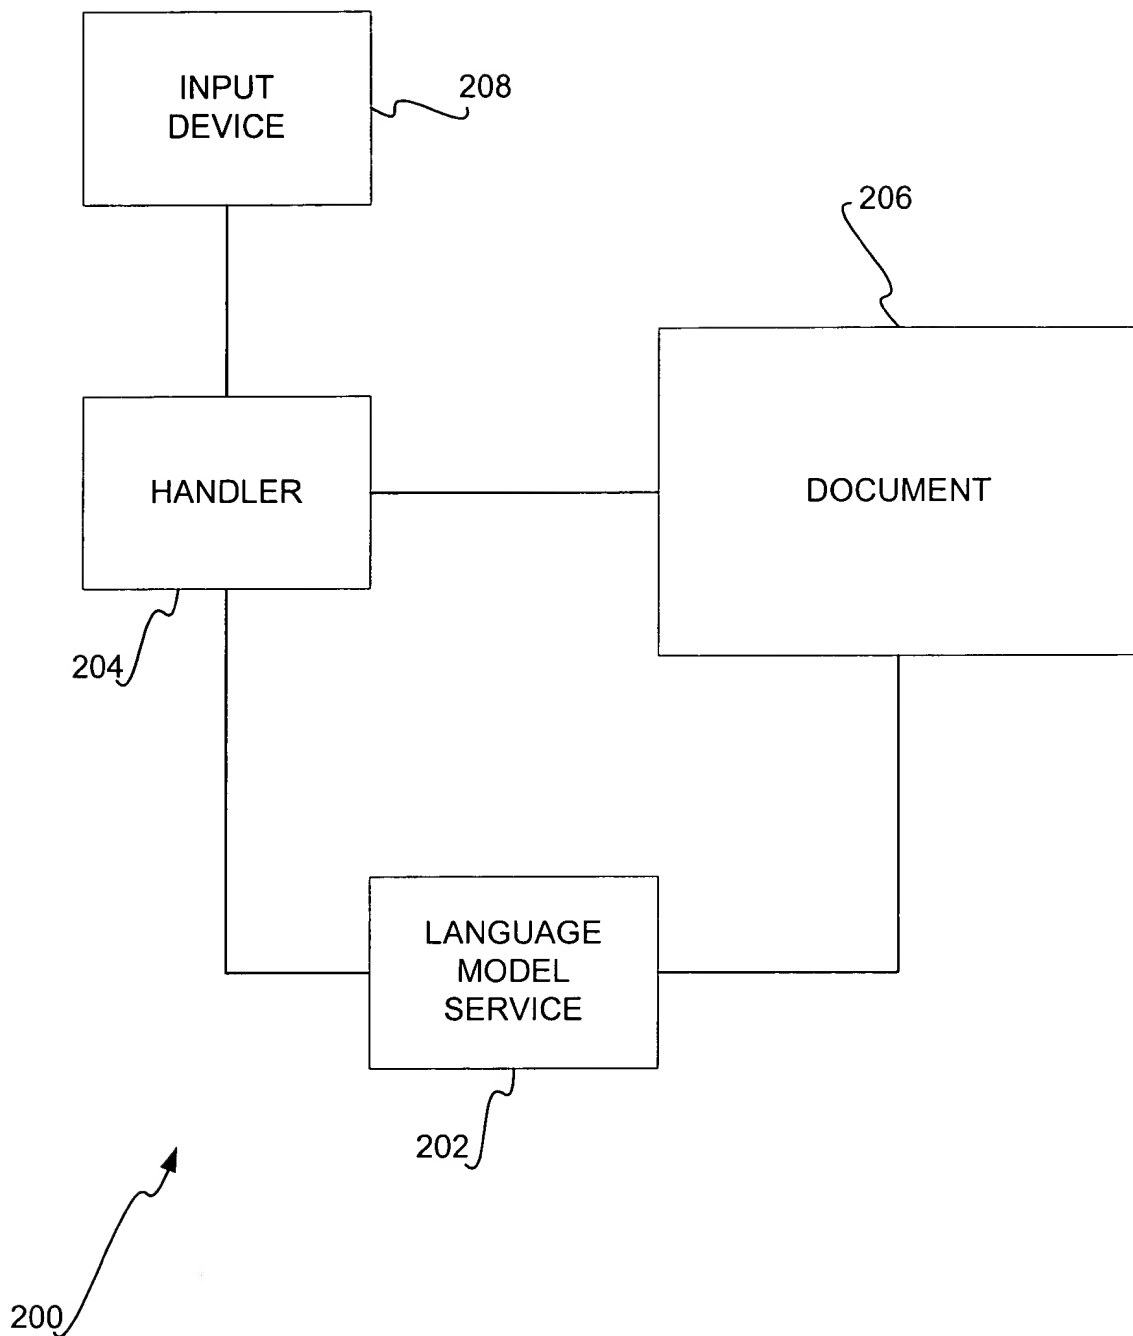 INPUT
DEVICE
208
206
HANDLER
DOCUMENT
204
LANGUAGE
MODEL
SERVICE
202
200